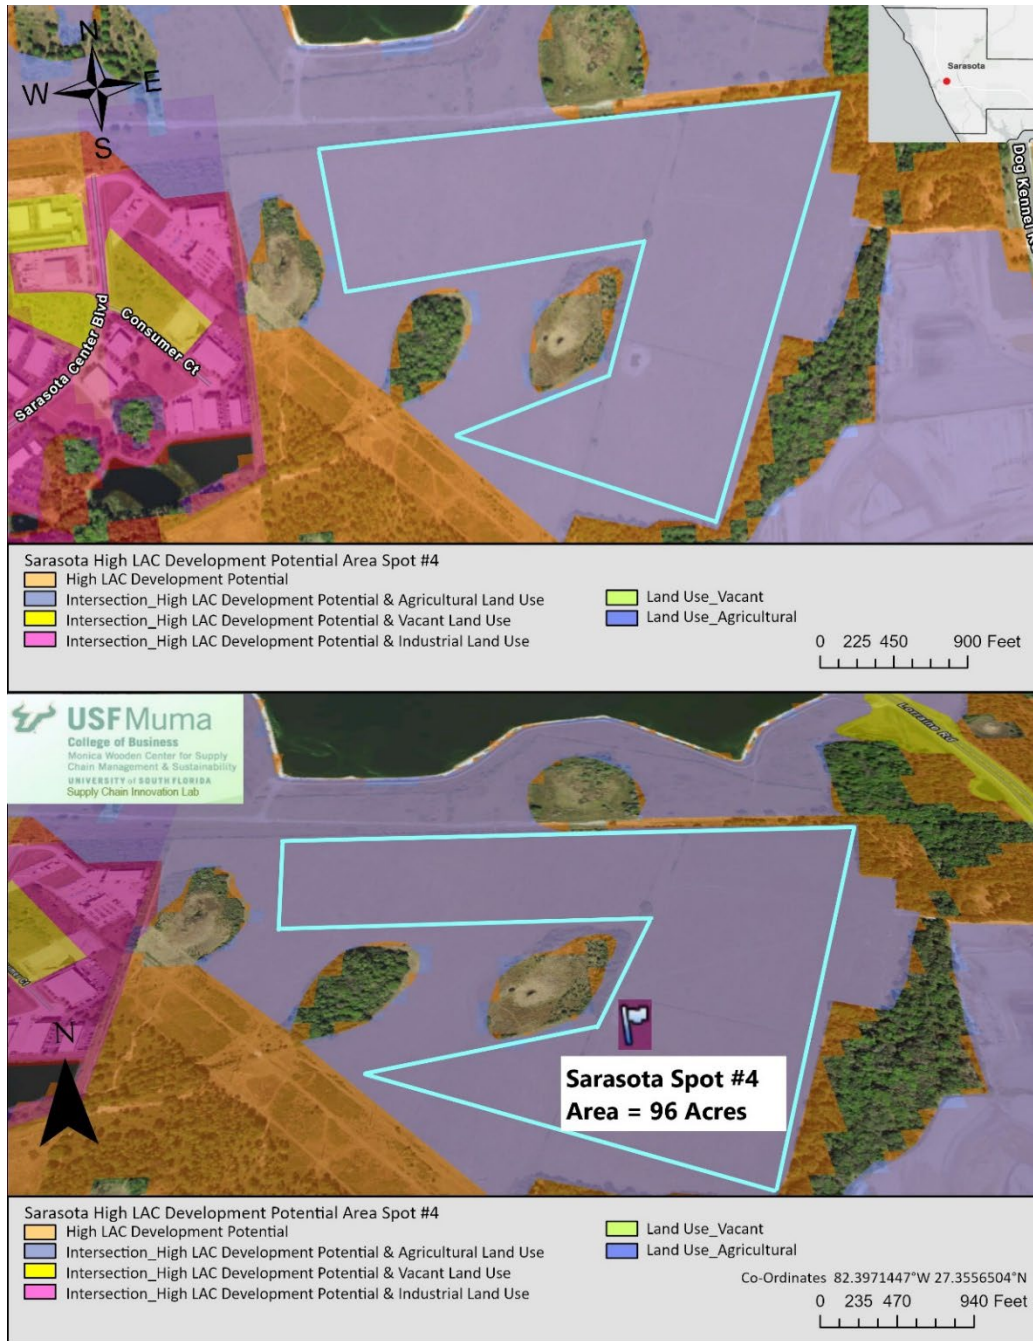 N
W
E
S
Sarasota
Sarasota Center Blvd
Consumer Ct
Sarasota High LAC Development Potential Area Spot #4
High LAC Development Potential
Intersection_High LAC Development Potential & Agricultural Land Use
Intersection_High LAC Development Potential & Vacant Land Use
Intersection_High LAC Development Potential & Industrial Land Use
Land Use_Vacant
Land Use_Agricultural
0 225 450 900 Feet
USF Muma
College of Business
Monica Wooden Center for Supply
Chain Management & Sustainability
UNIVERSITY of SOUTH FLORIDA
Supply Chain Innovation Lab
Lorraine Rd
N
Sarasota Spot #4
Area = 96 Acres
Sarasota High LAC Development Potential Area Spot #4
High LAC Development Potential
Intersection_High LAC Development Potential & Agricultural Land Use
Intersection_High LAC Development Potential & Vacant Land Use
Intersection_High LAC Development Potential & Industrial Land Use
Land Use_Vacant
Land Use_Agricultural
Co-Ordinates 82.3971447°W 27.3556504°N
0 235 470 940 Feet